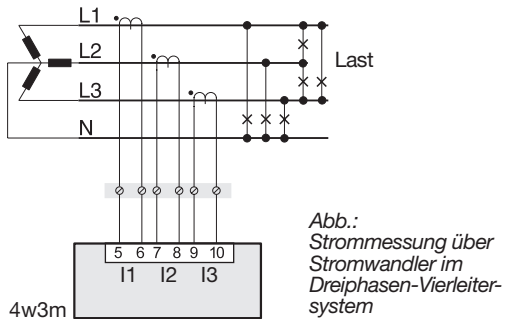 L1
L2
L3
N
Last
5 6 7 8 9 10
I1 I2 I3
4w3m
Abb.:
Strommessung über
Stromwandler im
Dreiphasen-Vierleiter-
system